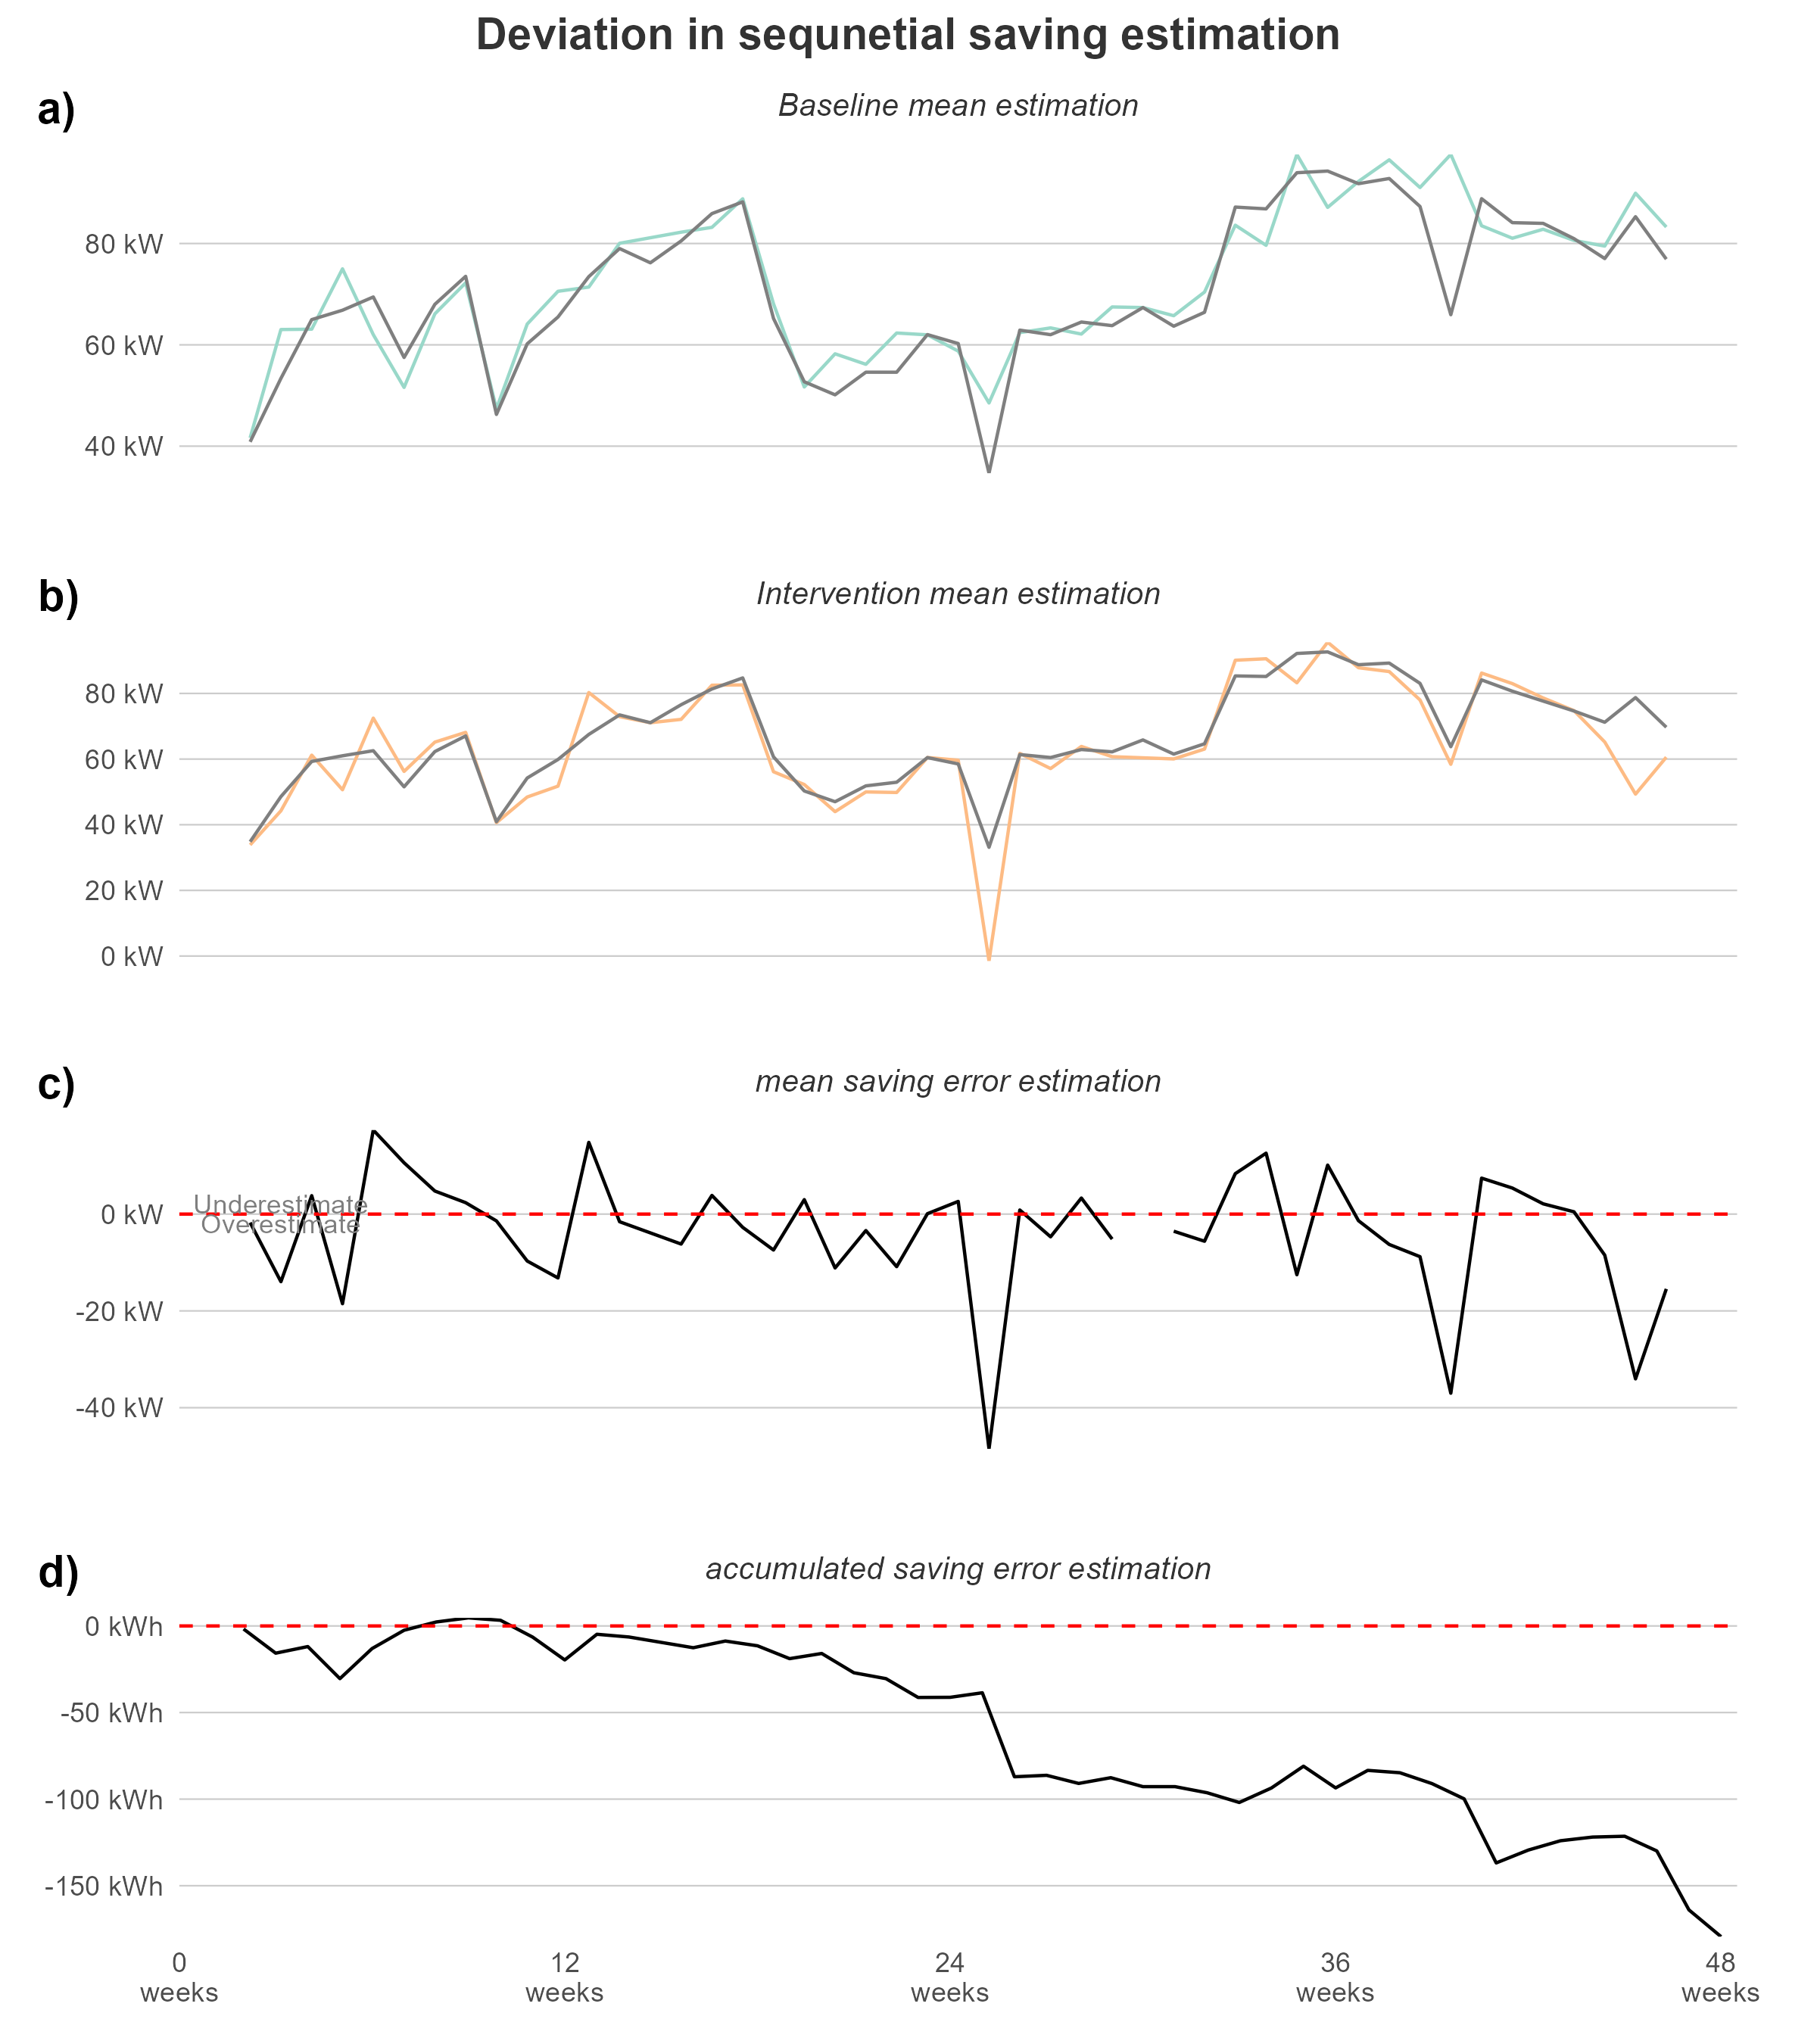 Deviation in sequnetial saving estimation
a)
Baseline mean estimation
80 kW
60 kW
40 kW
b)
Intervention mean estimation
80 kW
60 kW
40 kW
20 kW
0 kW
c)
mean saving error estimation
Underestimate
0 kW
Overestimate
-20 kW
-40 kW
d)
accumulated saving error estimation
0 kWh
-50 kWh
-100 kWh
-150 kWh
0
weeks
12
weeks
24
weeks
36
weeks
48
weeks